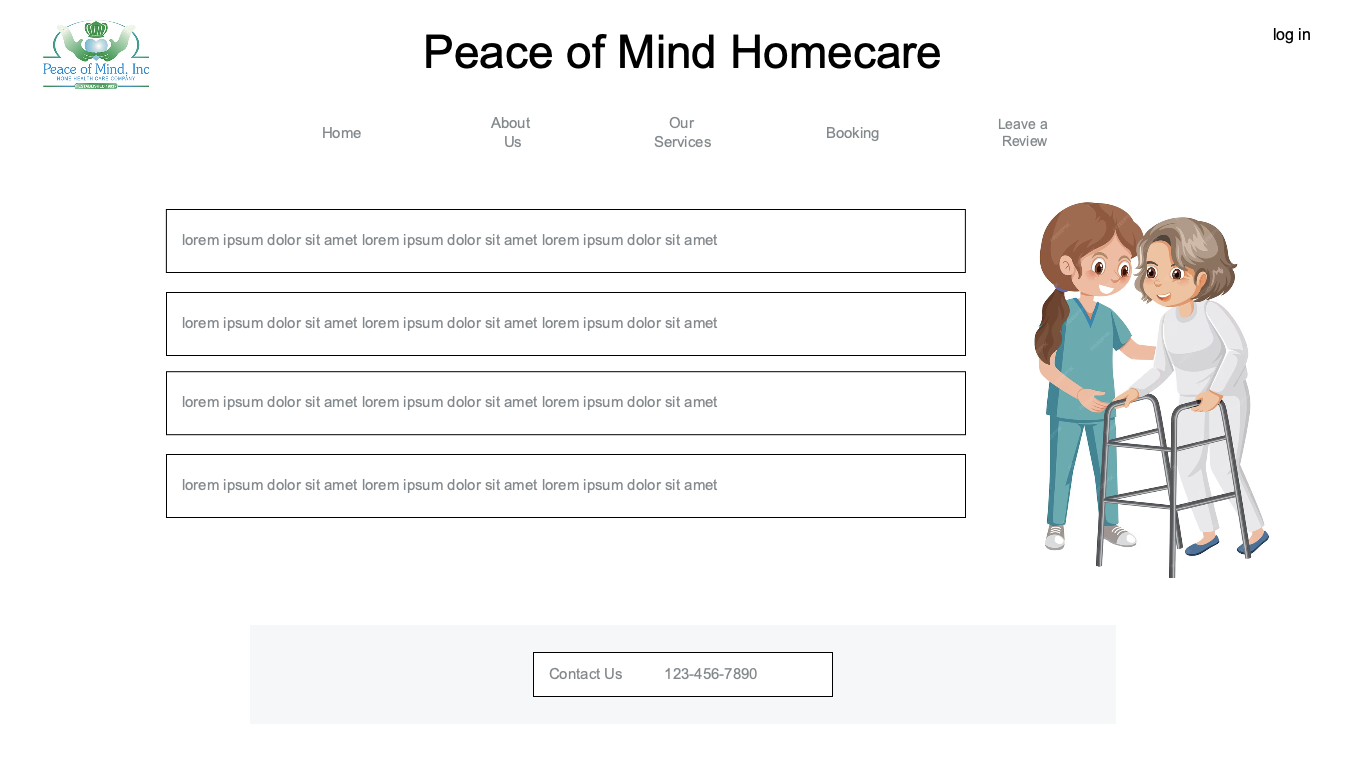 Peace of Mind, Inc
HOME HEALTH CARE COMPANY
Peace of Mind Homecare
log in
Home
About
Us
Our
Services
Booking
Leave a
Review
lorem ipsum dolor sit amet lorem ipsum dolor sit amet lorem ipsum dolor sit amet
lorem ipsum dolor sit amet lorem ipsum dolor sit amet lorem ipsum dolor sit amet
lorem ipsum dolor sit amet lorem ipsum dolor sit amet lorem ipsum dolor sit amet
lorem ipsum dolor sit amet lorem ipsum dolor sit amet lorem ipsum dolor sit amet
Contact Us 123-456-7890